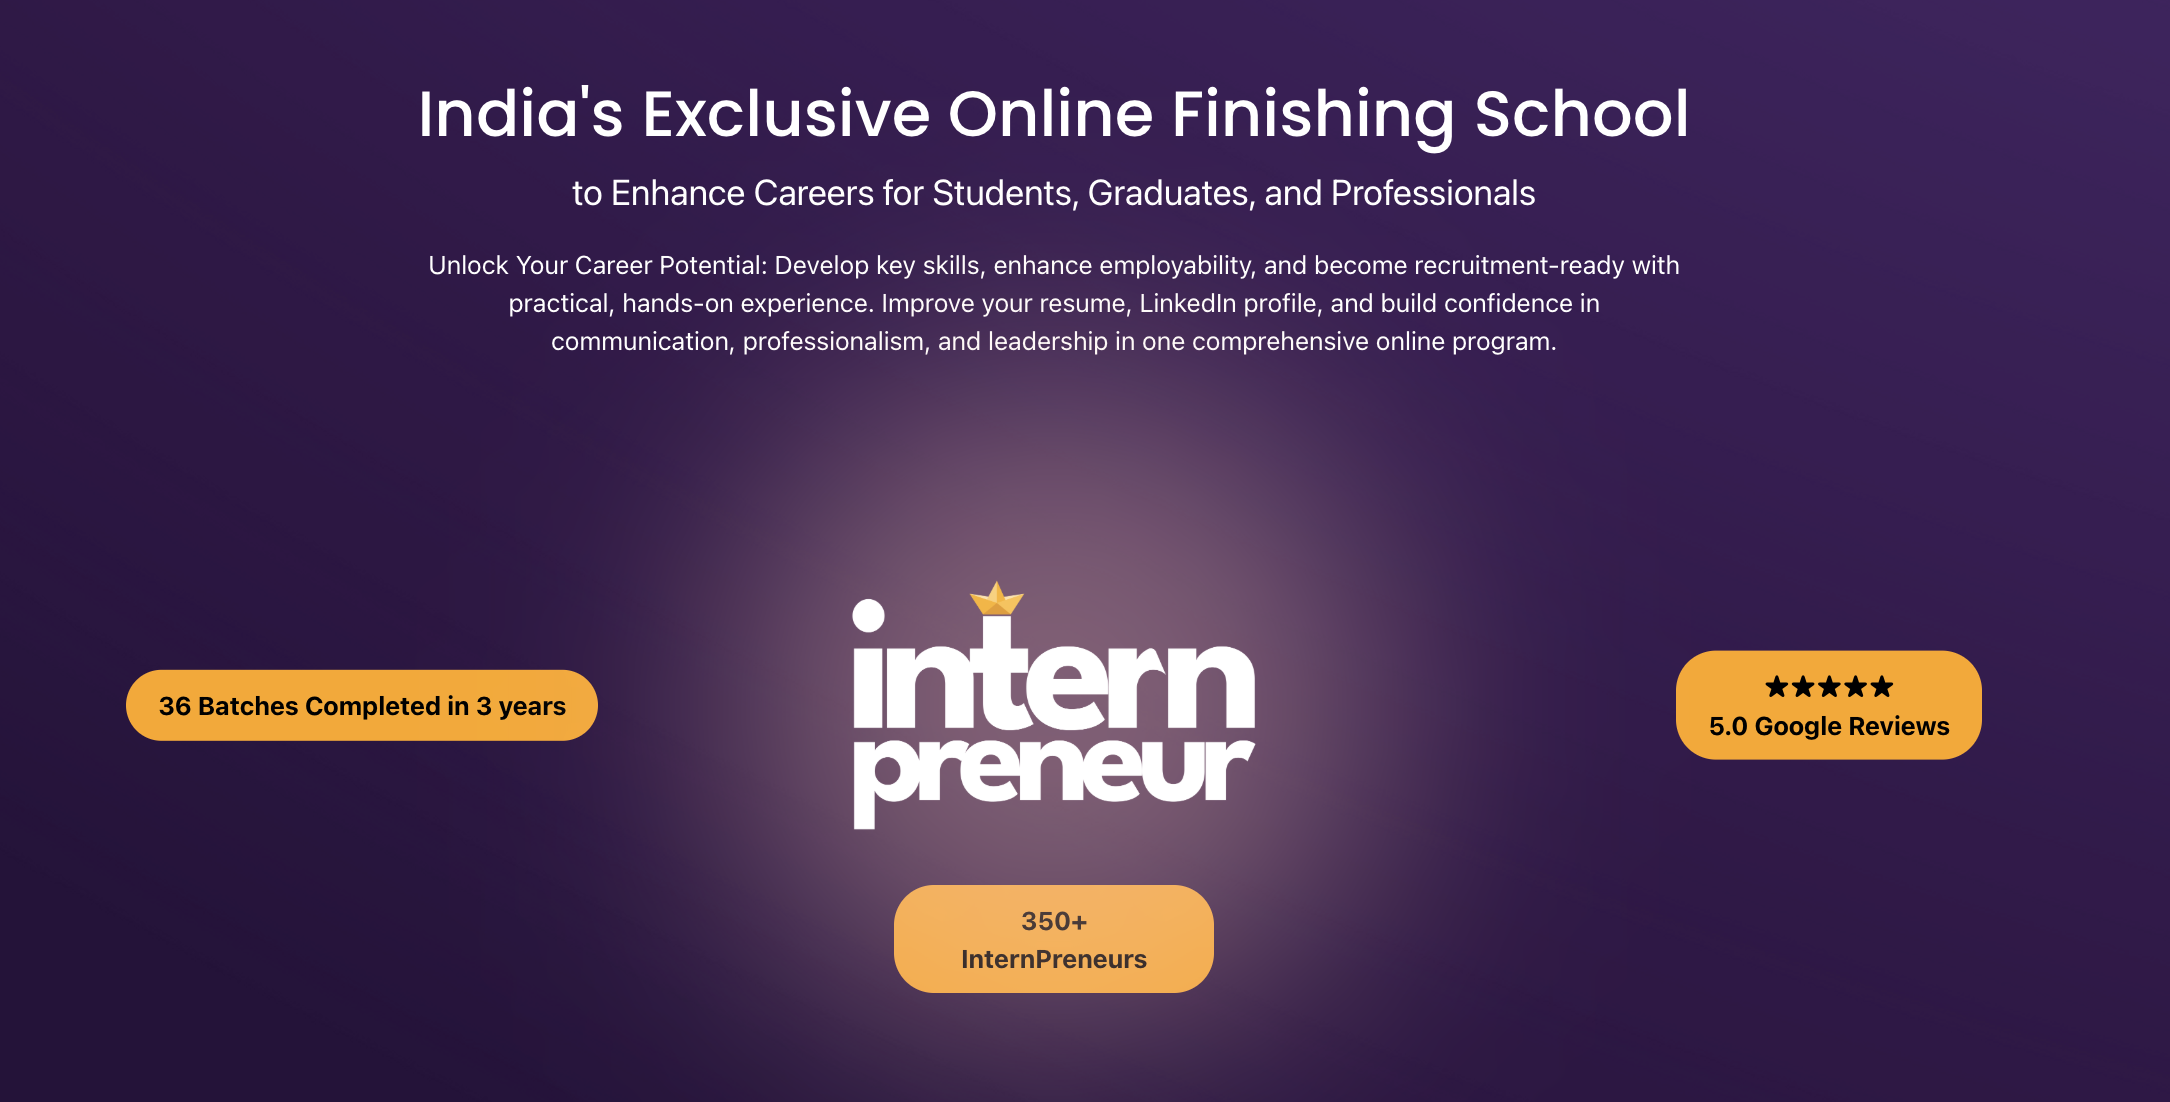 India's Exclusive Online Finishing School
to Enhance Careers for Students, Graduates, and Professionals
Unlock Your Career Potential: Develop key skills, enhance employability, and become recruitment-ready with
practical, hands-on experience. Improve your resume, LinkedIn profile, and build confidence in
communication, professionalism, and leadership in one comprehensive online program.
intern
preneur
36 Batches Completed in 3 years
★★★★★
5.0 Google Reviews
350+
InternPreneurs